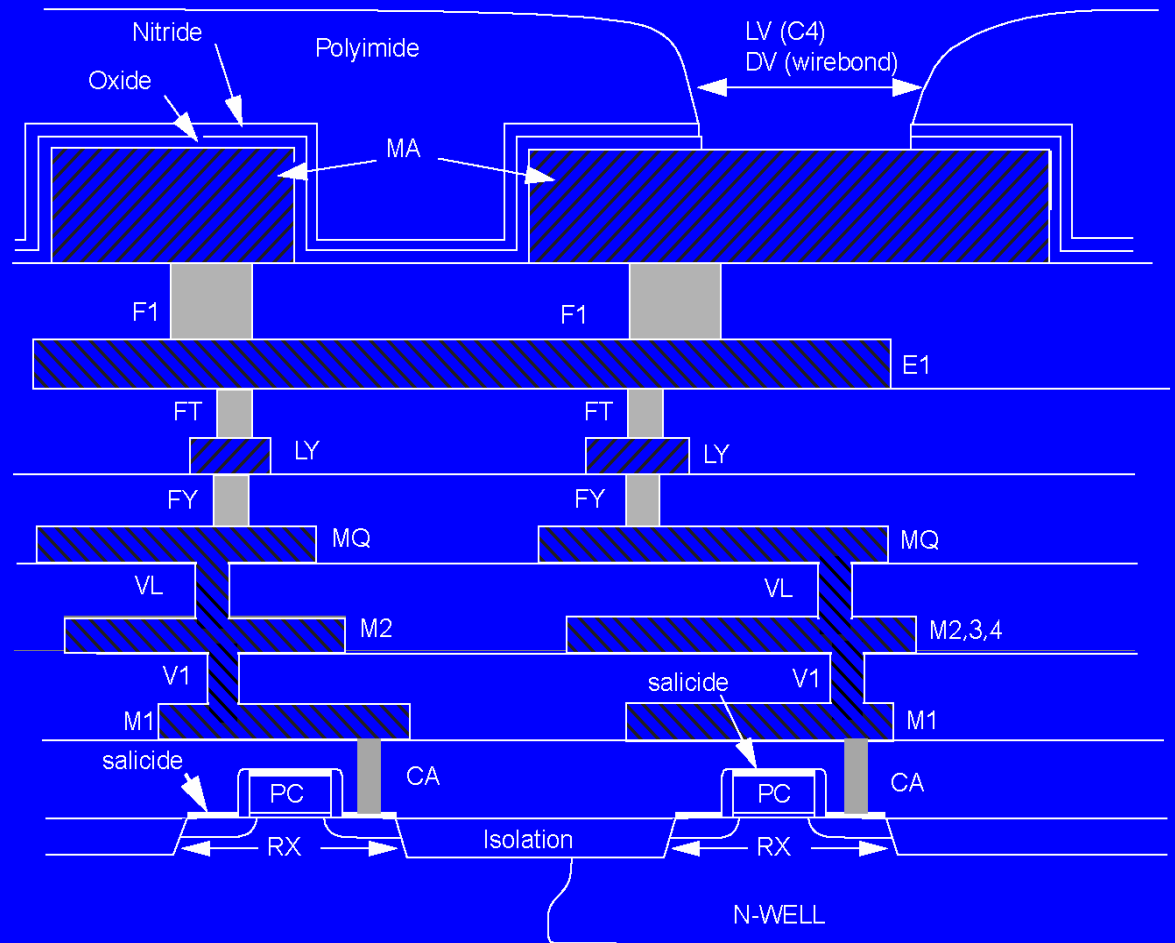 Nitride
Polyimide
LV (C4)
DV (wirebond)
Oxide
MA
F1
F1
E1
FT
FT
LY
LY
FY
FY
MQ
MQ
VL
VL
M2
M2,3,4
V1
V1
salicide
M1
M1
salicide
CA
CA
PC
PC
Isolation
RX
RX
N-WELL